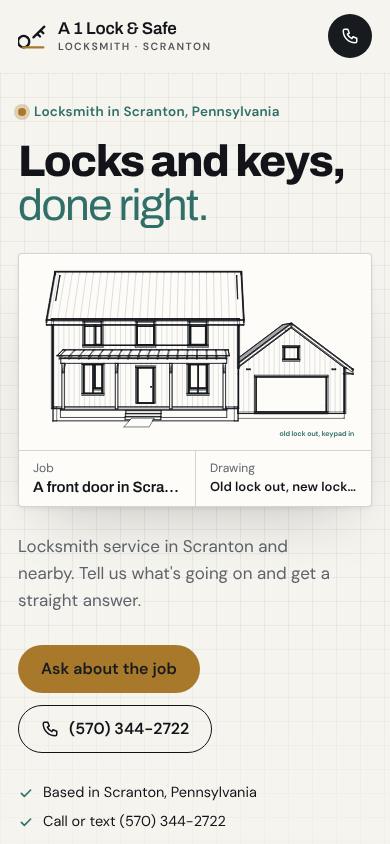 A 1 Lock & Safe
LOCKSMITH · SCRANTON
Locksmith in Scranton, Pennsylvania
Locks and keys,
done right.
old lock out, keypad in
Job
A front door in Scra...
Drawing
Old lock out, new lock...
Locksmith service in Scranton and
nearby. Tell us what's going on and get a
straight answer.
Ask about the job
(570) 344-2722
Based in Scranton, Pennsylvania
Call or text (570) 344-2722